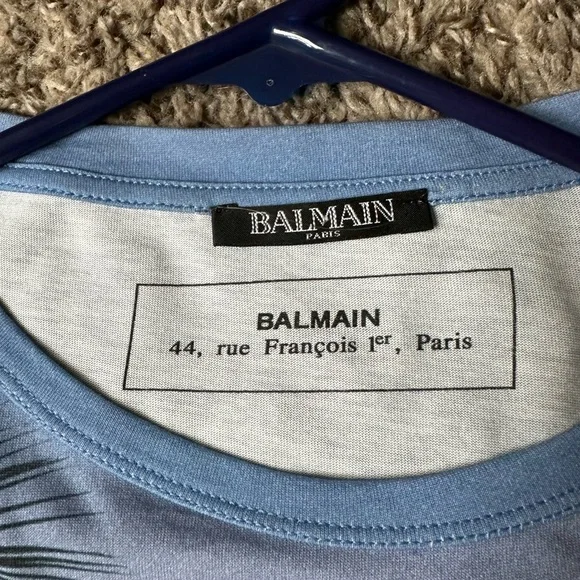 BALMAIN
PARIS
BALMAIN
44, rue François 1er, Paris